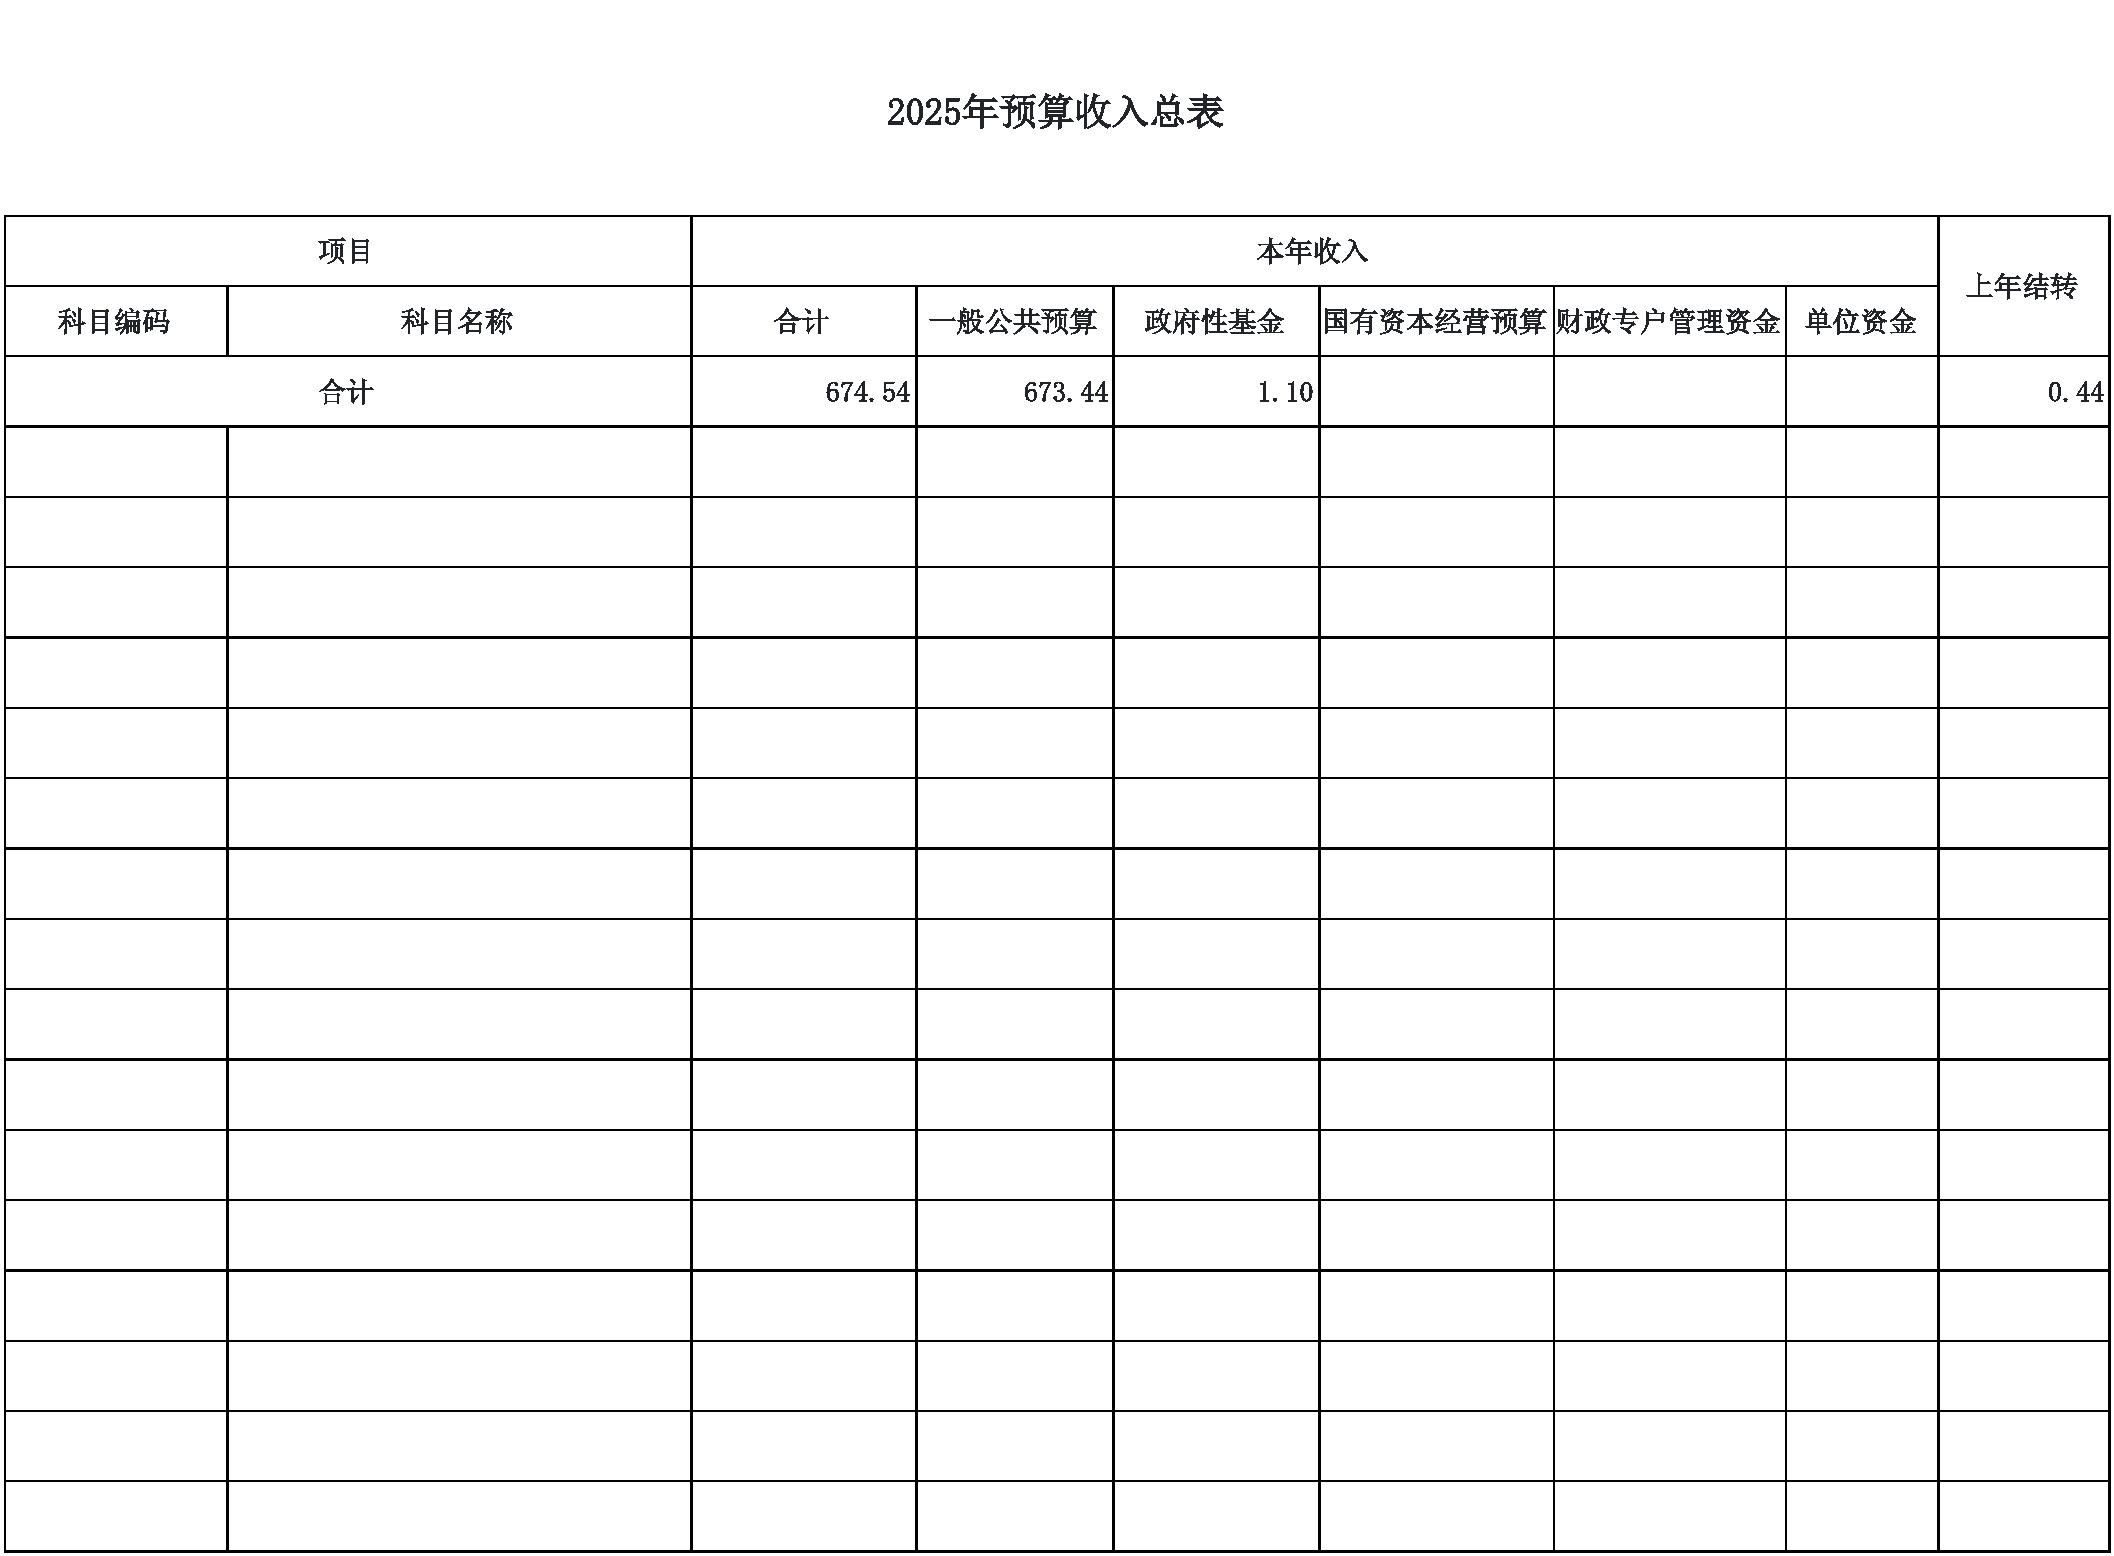 2025年预算收入总表
项目 本年收入 上年结转
科目编码 科目名称 合计 一般公共预算 政府性基金 国有资本经营预算 财政专户管理资金 单位资金
合计 674.54 673.44 1.10 0.44